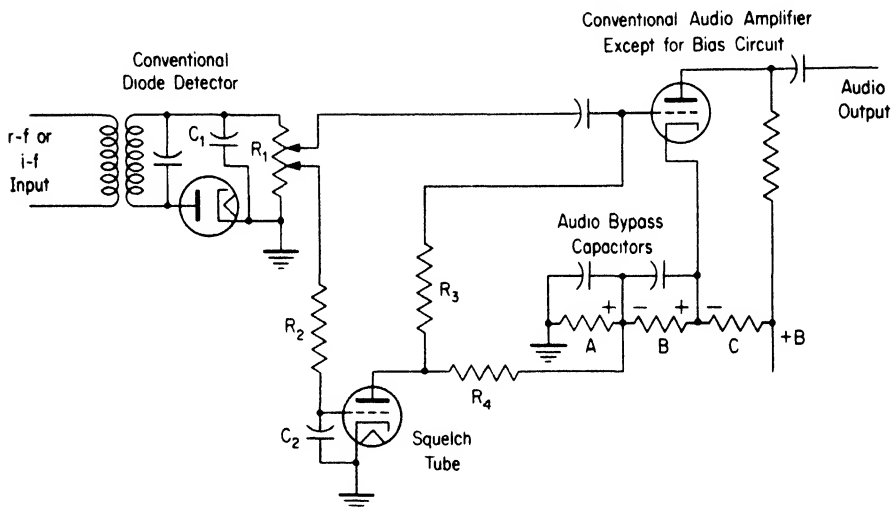 Conventional Audio Amplifier
Except for Bias Circuit
Conventional
Diode Detector
Audio
Output
r-f or
i-f
Input
C1
R1
Audio Bypass
Capacitors
R3
R2
+
-
+
-
A
B
C
+B
R4
C2
Squelch
Tube